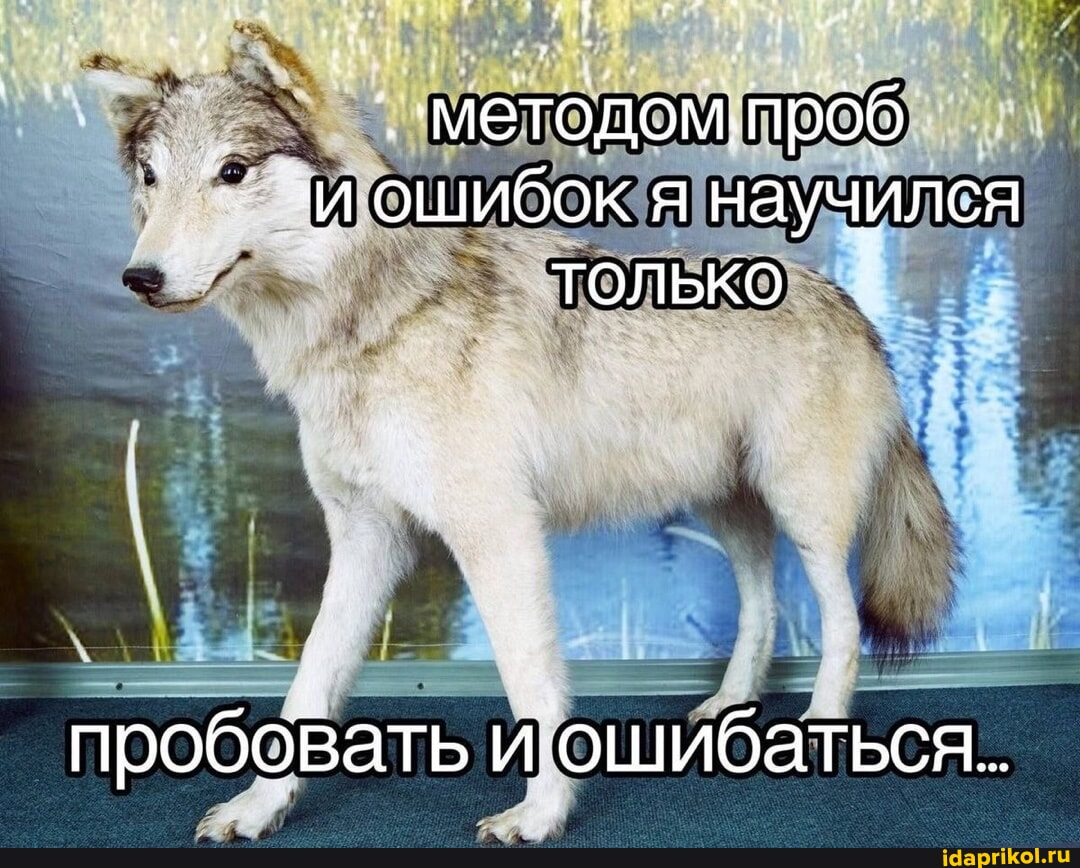 методом проб
и ошибок я научился
только
пробовать и ошибаться...
idaprikol.ru